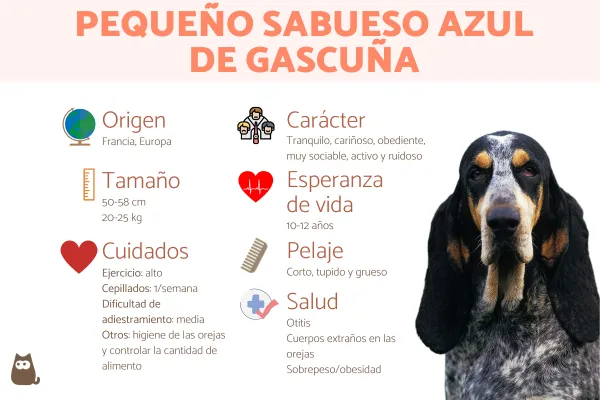 PEQUEÑO SABUESO AZUL
DE GASCUÑA
Origen
Francia, Europa
Tamaño
50-58 cm
20-25 kg
Cuidados
Ejercicio: alto
Cepillados: 1/semana
Dificultad de
adiestramiento: media
Otros: higiene de las orejas
y controlar la cantidad de
alimento
Carácter
Tranquilo, cariñoso, obediente,
muy sociable, activo y ruidoso
Esperanza
de vida
10-12 años
Pelaje
Corto, tupido y grueso
Salud
Otitis
Cuerpos extraños en las
orejas
Sobrepeso/obesidad